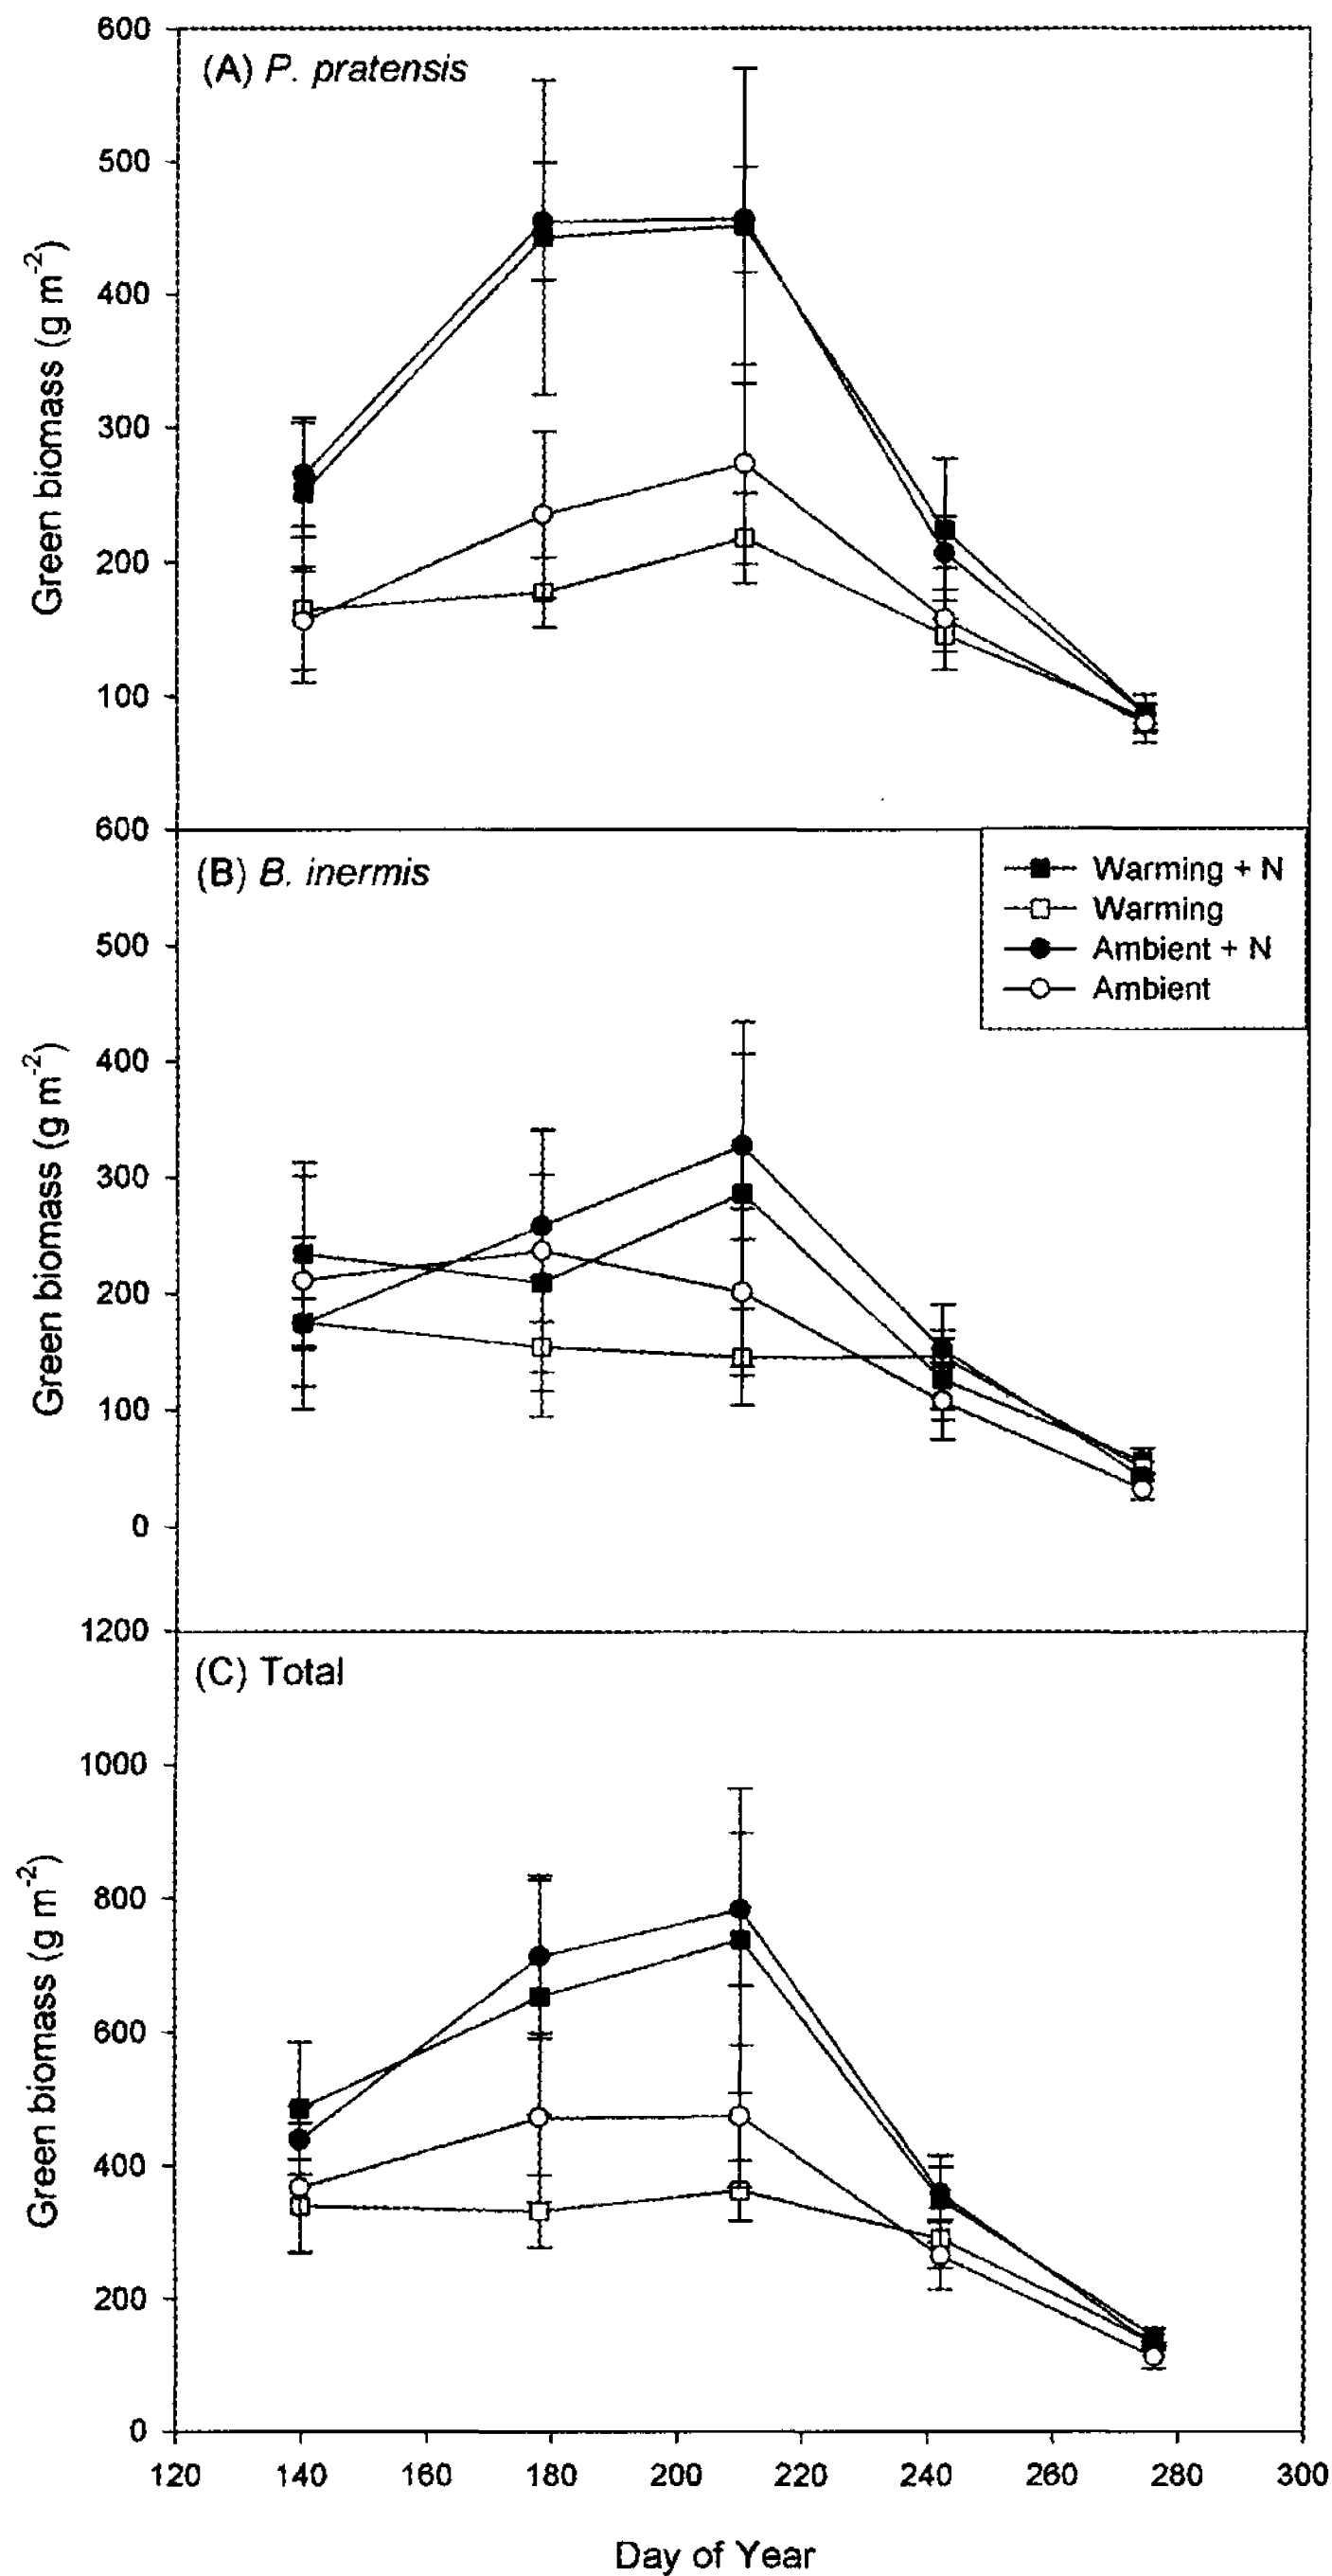 600
(A) P. pratensis
500
400
300
200
100
Green biomass (g m-2)
600
(B) B. inermis
Warming + N
Warming
Ambient + N
Ambient
500
400
300
200
100
0
Green biomass (g m-2)
1200
(C) Total
1000
800
600
400
200
0
Green biomass (g m-2)
120 140 160 180 200 220 240 260 280 300
Day of Year